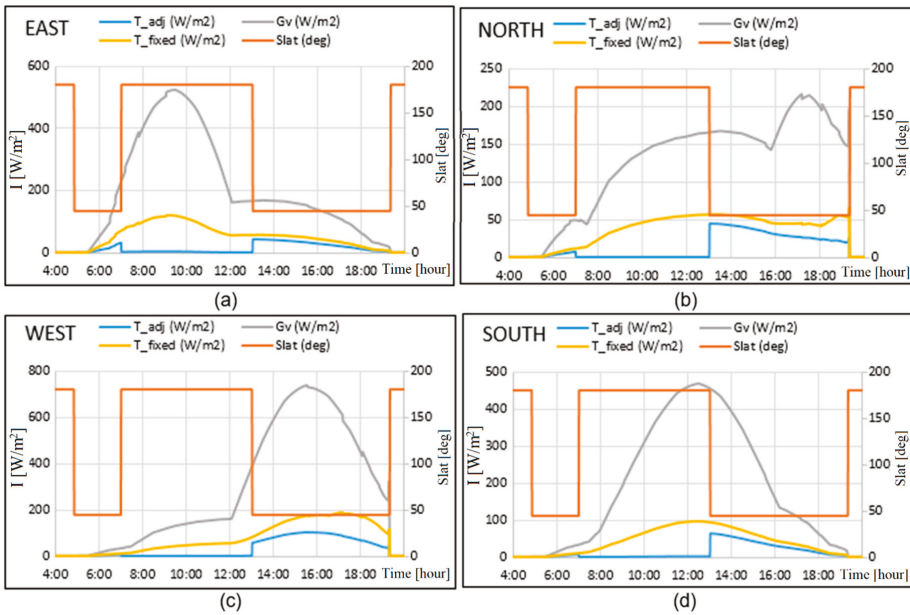 EAST
T_adj (W/m2) Gv (W/m2)
T_fixed (W/m2) Slat (deg)
600
400
200
0
I [W/m²]
200
150
100
50
0
Slat [deg]
4:00 6:00 8:00 10:00 12:00 14:00 16:00 18:00
Time [hour]
(a)
NORTH
T_adj (W/m2) Gv (W/m2)
T_fixed (W/m2) Slat (deg)
250
200
150
100
50
0
I [W/m²]
200
150
100
50
0
Slat [deg]
4:00 6:00 8:00 10:00 12:00 14:00 16:00 18:00
Time [hour]
(b)
WEST
T_adj (W/m2) Gv (W/m2)
T_fixed (W/m2) Slat (deg)
800
600
400
200
0
I [W/m²]
200
150
100
50
0
Slat [deg]
4:00 6:00 8:00 10:00 12:00 14:00 16:00 18:00
Time [hour]
(c)
SOUTH
T_adj (W/m2) Gv (W/m2)
T_fixed (W/m2) Slat (deg)
500
400
300
200
100
0
I [W/m²]
200
150
100
50
0
Slat [deg]
4:00 6:00 8:00 10:00 12:00 14:00 16:00 18:00
Time [hour]
(d)